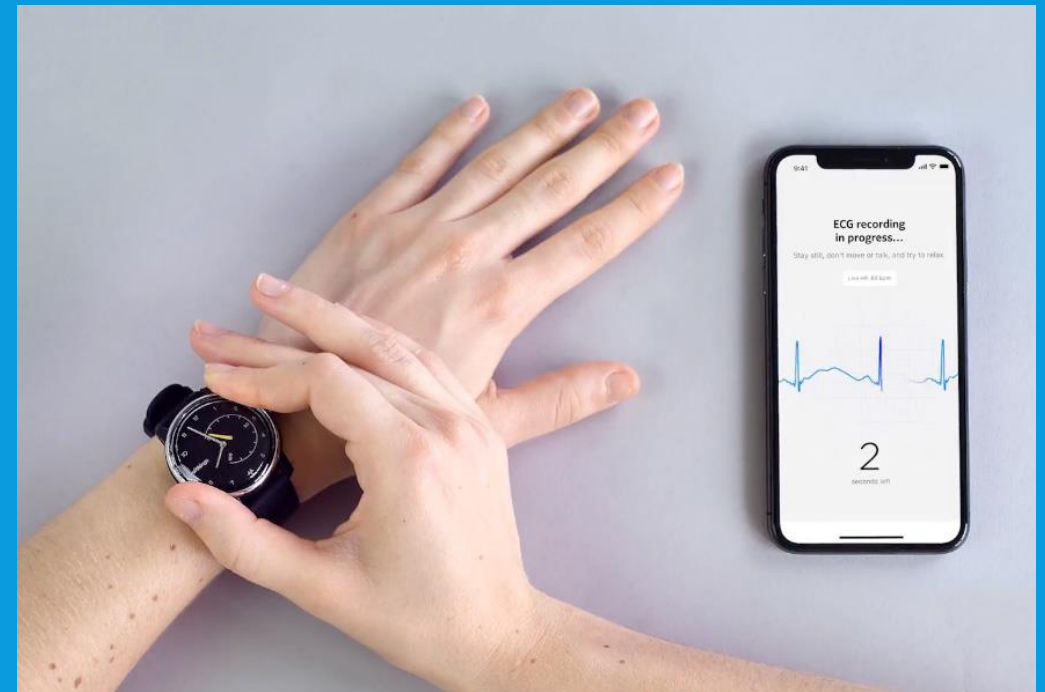 9:41
ECG recording
in progress...
Stay still, don't move or talk, and try to relax.
2
seconds left